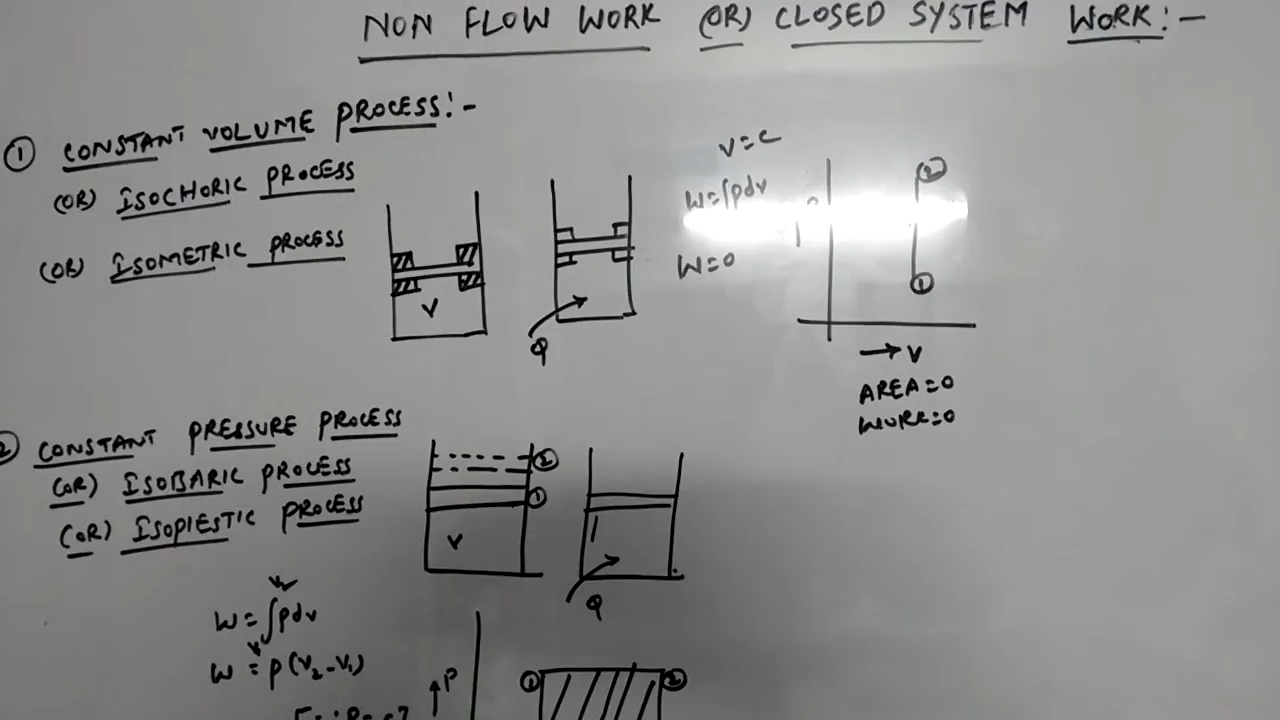 NON FLOW WORK (OR) CLOSED SYSTEM WORK:-
① CONSTANT VOLUME PROCESS:-
(OR) ISOCHORIC PROCESS
(OR) ISOMETRIC PROCESS
V
Q
V=C
W=∫pdv
W=0
②
①
→ V
AREA=0
WORK=0
2 CONSTANT PRESSURE PROCESS
(OR) ISOBARIC PROCESS
(OR) ISOPIESTIC PROCESS
②
①
V
Q
V2
W=∫pdv
W=p(V2-V1)
↑P
① ②